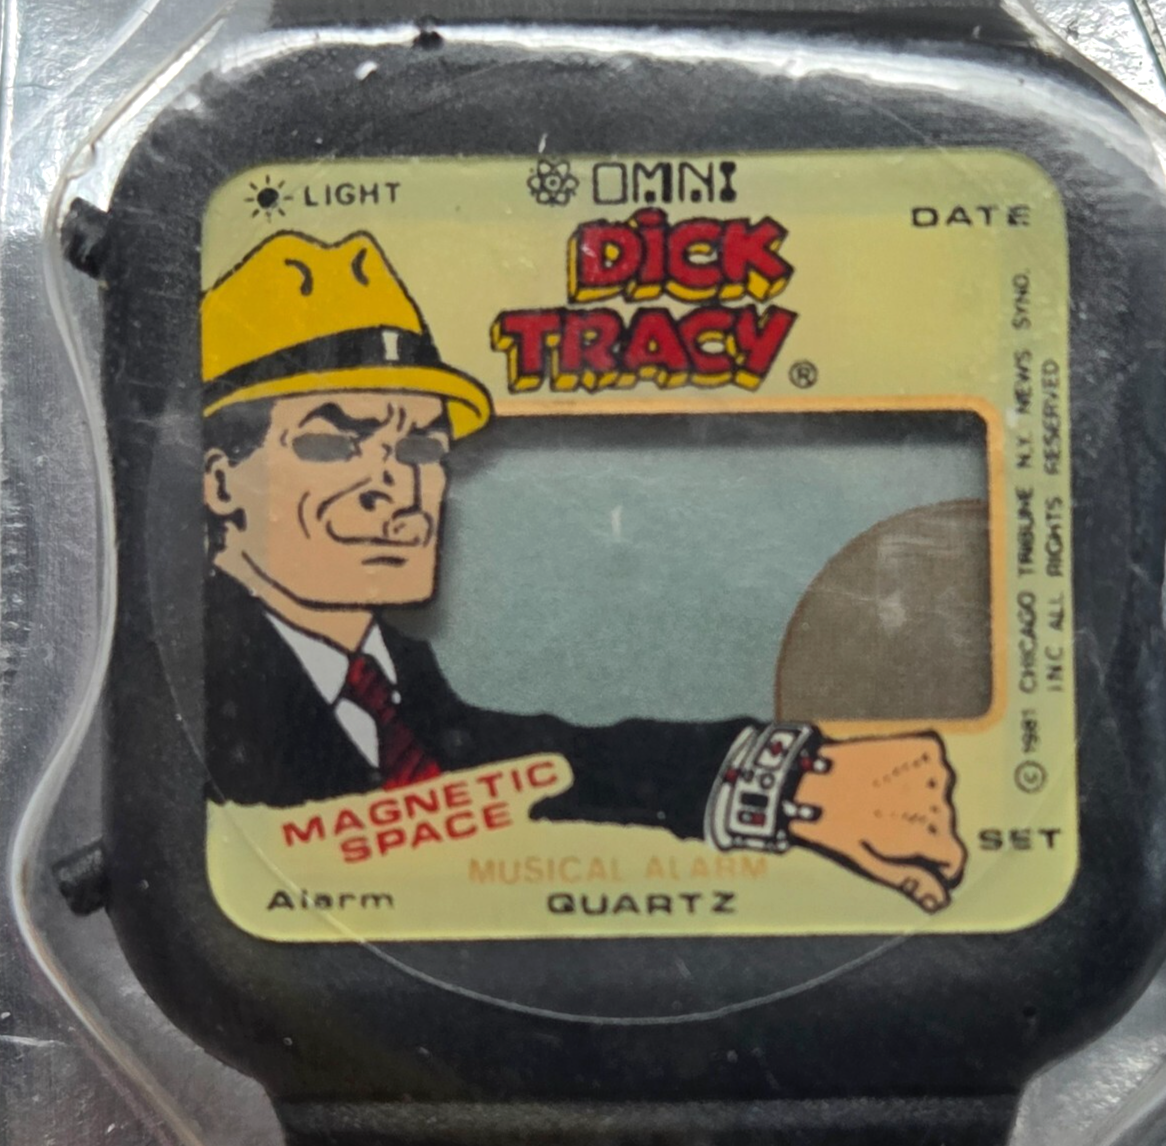 LIGHT
OMNI
DATE
DiCK
TRACY®
© 1981 CHICAGO TRIBUNE N.Y. NEWS SYND.
INC ALL RIGHTS RESERVED
MAGNETIC
SPACE
SET
MUSICAL ALARM
Alarm
QUARTZ